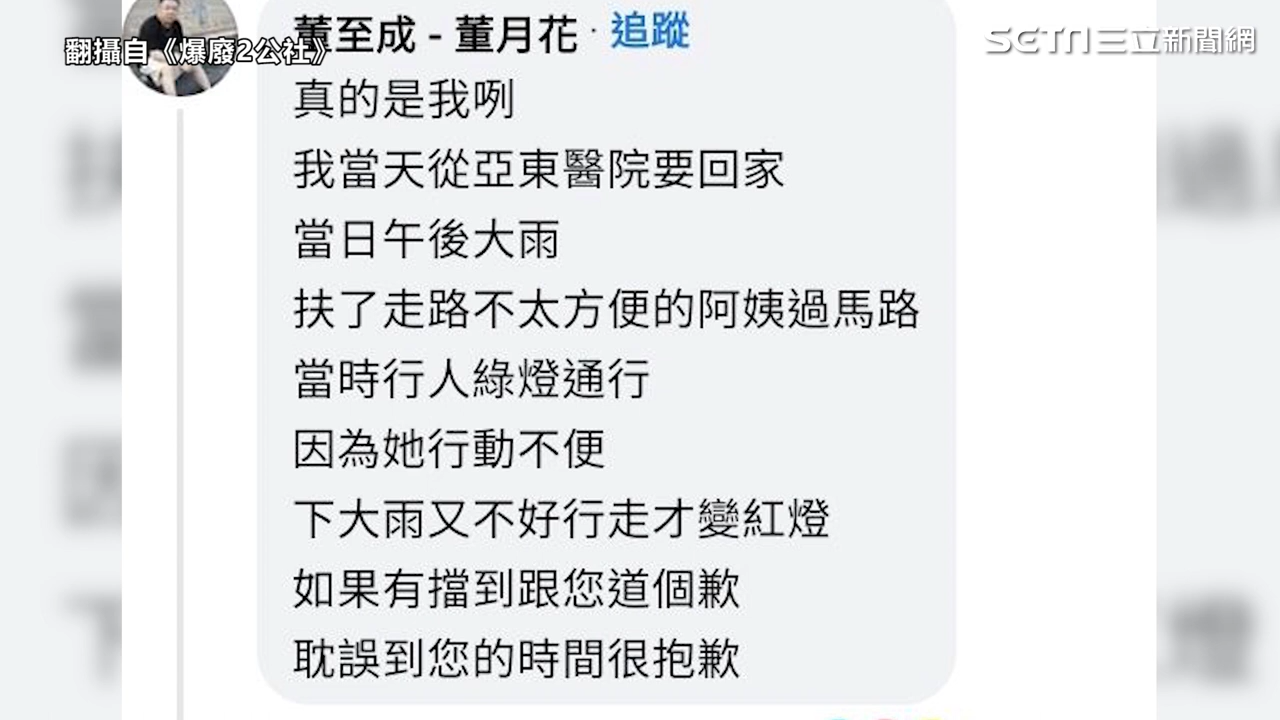 董至成 - 董月花 · 追蹤
翻攝自《爆廢2公社》
SETN三立新聞網
真的是我咧
我當天從亞東醫院要回家
當日午後大雨
扶了走路不太方便的阿姨過馬路
當時行人綠燈通行
因為她行動不便
下大雨又不好行走才變紅燈
如果有擋到跟您道個歉
耽誤到您的時間很抱歉